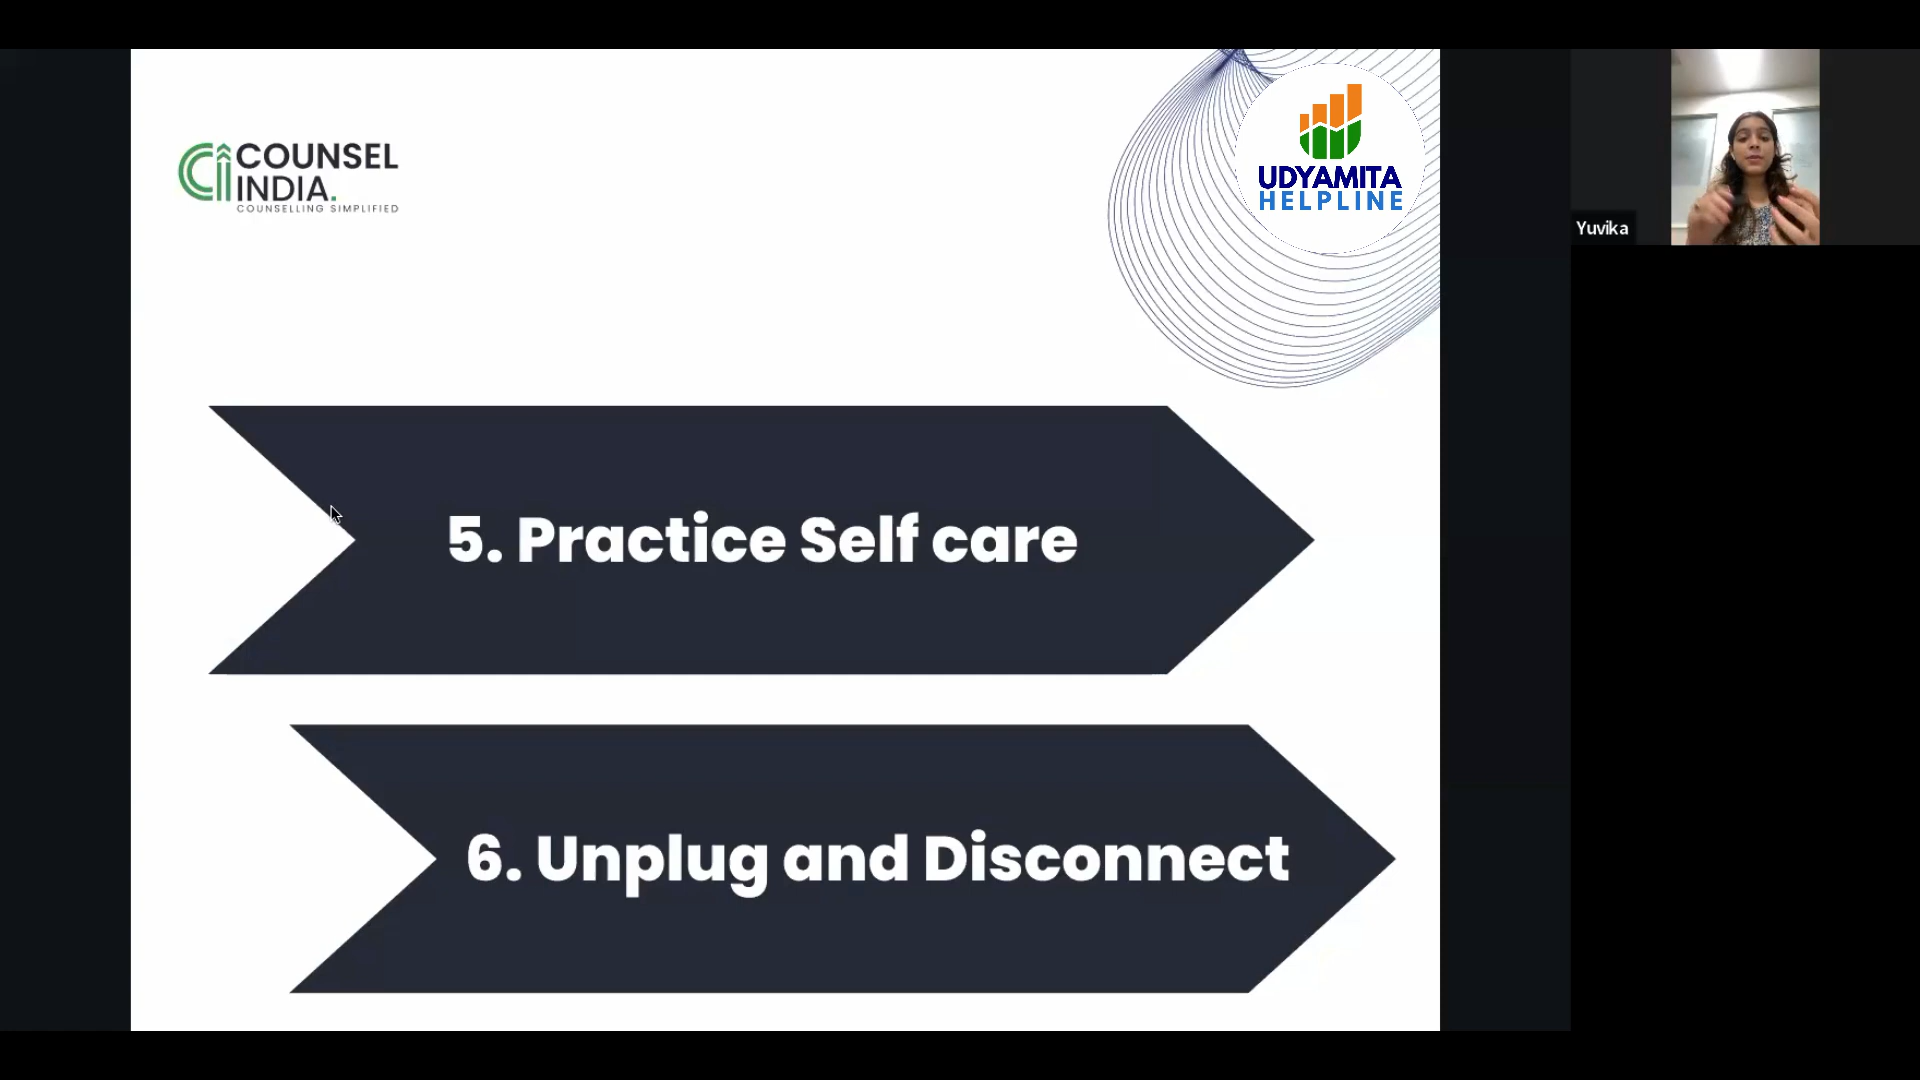 COUNSEL
INDIA.
COUNSELLING SIMPLIFIED
UDYAMITA
HELPLINE
Yuvika
5. Practice Self care
6. Unplug and Disconnect